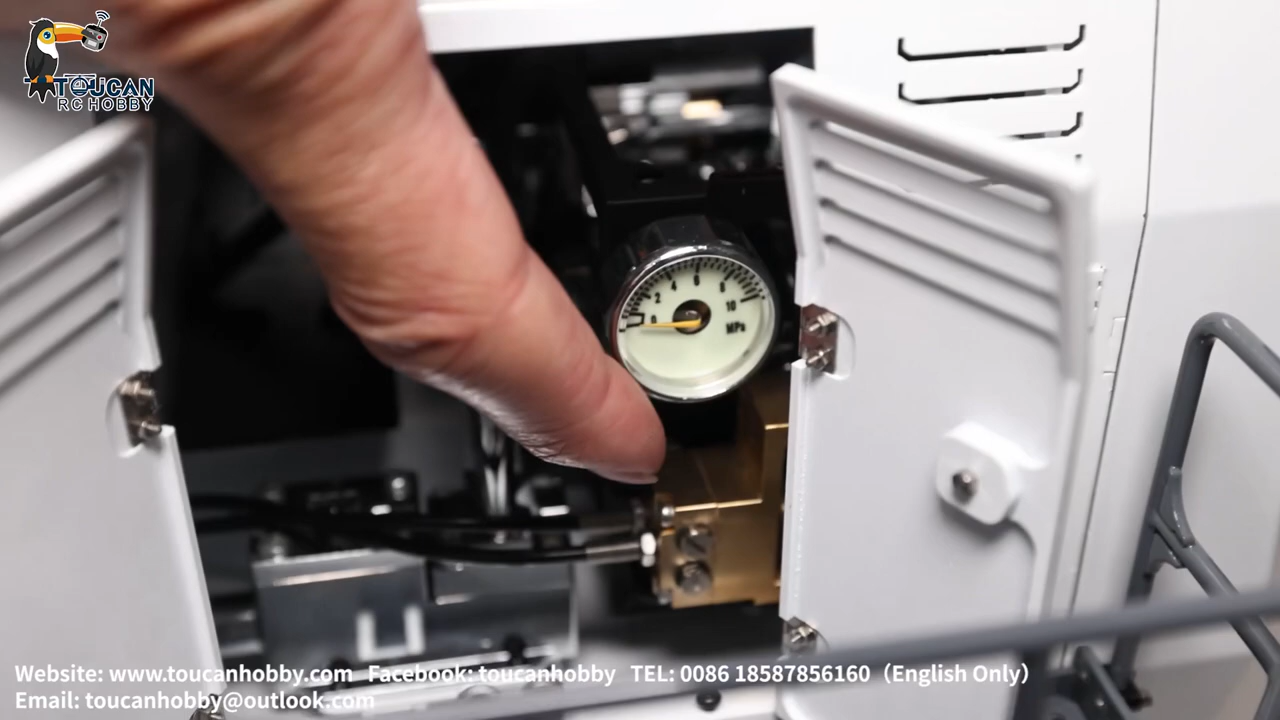 TOUCAN
RC HOBBY
0 2 4 6 8 10
MPa
Website: www.toucanhobby.com Facebook: toucanhobby TEL: 0086 18587856160（English Only）
Email: toucanhobby@outlook.com